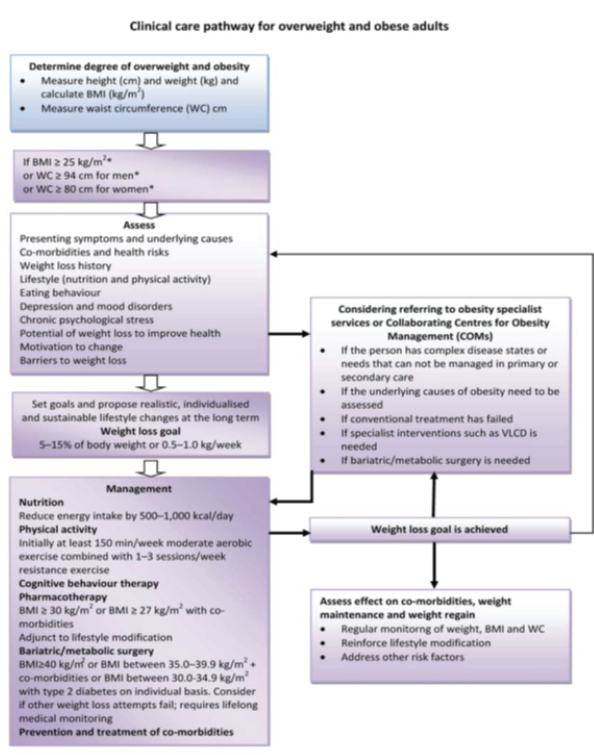 Clinical care pathway for overweight and obese adults
Determine degree of overweight and obesity
• Measure height (cm) and weight (kg) and
calculate BMI (kg/m²)
• Measure waist circumference (WC) cm
If BMI ≥ 25 kg/m²*
or WC ≥ 94 cm for men*
or WC ≥ 80 cm for women*
Assess
Presenting symptoms and underlying causes
Co-morbidities and health risks
Weight loss history
Lifestyle (nutrition and physical activity)
Eating behaviour
Depression and mood disorders
Chronic psychological stress
Potential of weight loss to improve health
Motivation to change
Barriers to weight loss
Considering referring to obesity specialist
services or Collaborating Centres for Obesity
Management (COMs)
• If the person has complex disease states or
needs that can not be managed in primary or
secondary care
• If the underlying causes of obesity need to be
assessed
• If conventional treatment has failed
• If specialist interventions such as VLCD is
needed
• If bariatric/metabolic surgery is needed
Set goals and propose realistic, individualised
and sustainable lifestyle changes at the long term
Weight loss goal
5–15% of body weight or 0.5–1.0 kg/week
Management
Nutrition
Reduce energy intake by 500–1,000 kcal/day
Physical activity
Initially at least 150 min/week moderate aerobic
exercise combined with 1–3 sessions/week
resistance exercise
Cognitive behaviour therapy
Pharmacotherapy
BMI ≥ 30 kg/m² or BMI ≥ 27 kg/m² with co-
morbidities
Adjunct to lifestyle modification
Bariatric/metabolic surgery
BMI≥40 kg/m² or BMI between 35.0–39.9 kg/m² +
co-morbidities or BMI between 30.0-34.9 kg/m²
with type 2 diabetes on individual basis. Consider
if other weight loss attempts fail; requires lifelong
medical monitoring
Prevention and treatment of co-morbidities
Weight loss goal is achieved
Assess effect on co-morbidities, weight
maintenance and weight regain
• Regular monitorng of weight, BMI and WC
• Reinforce lifestyle modification
• Address other risk factors